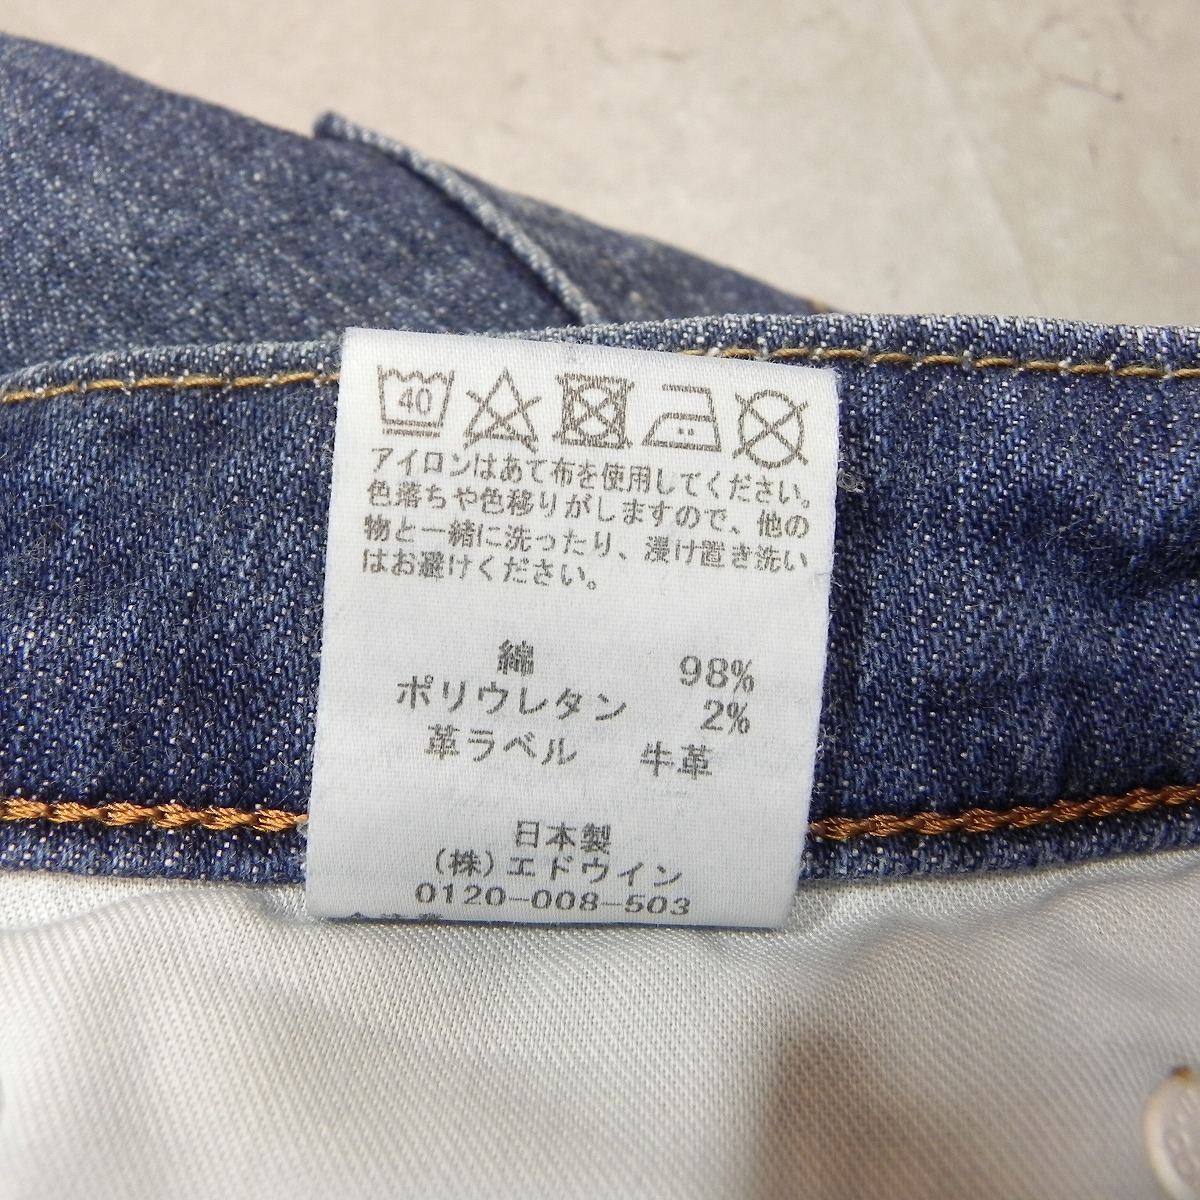 40
アイロンはあて布を使用してください。
色落ちや色移りがしますので、他の
物と一緒に洗ったり、浸け置き洗い
はお避けください。
綿 98%
ポリウレタン 2%
革ラベル 牛革
日本製
(株)エドウイン
0120-008-503